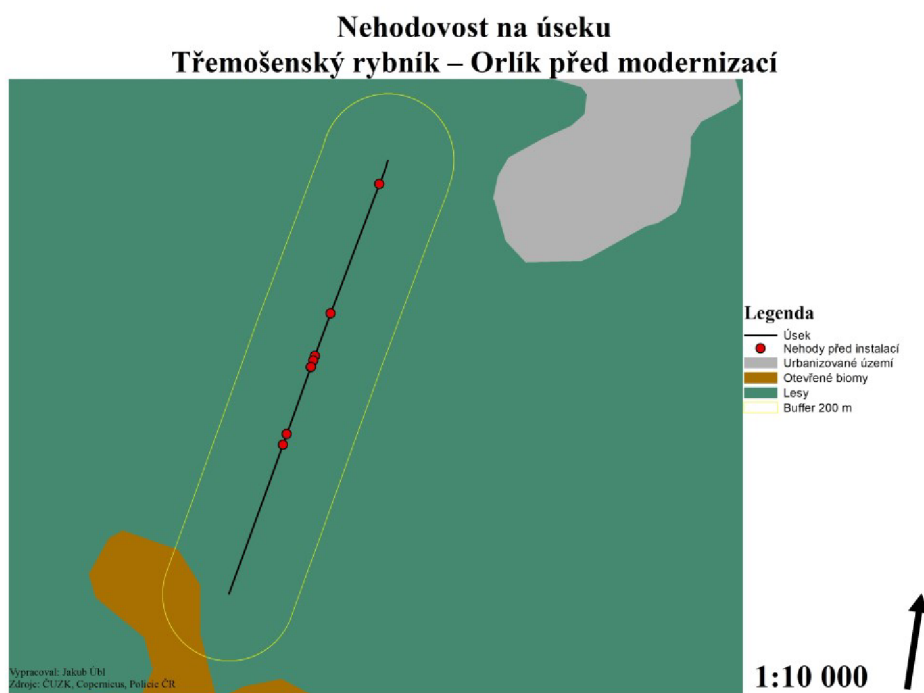 Nehodovost na úseku
Třemošenský rybník – Orlík před modernizací
Legenda
Úsek
Nehody před instalací
Urbanizované území
Otevřené biomy
Lesy
Buffer 200 m
Vypracoval: Jakub Übl
Zdroje: ČUZK, Copernicus, Policie ČR
1:10 000